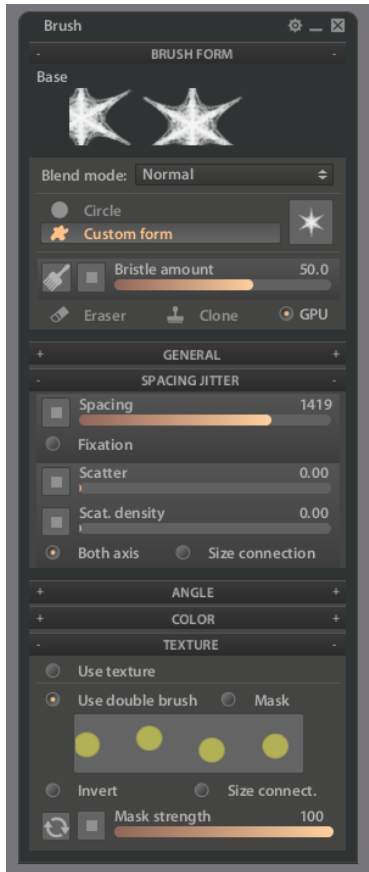 Brush
- BRUSH FORM -
Base
Blend mode: Normal
Circle
Custom form
Bristle amount 50.0
Eraser Clone GPU
+ GENERAL +
- SPACING JITTER -
Spacing 1419
Fixation
Scatter 0.00
Scat. density 0.00
Both axis Size connection
+ ANGLE +
+ COLOR +
- TEXTURE -
Use texture
Use double brush Mask
Invert Size connect.
Mask strength 100